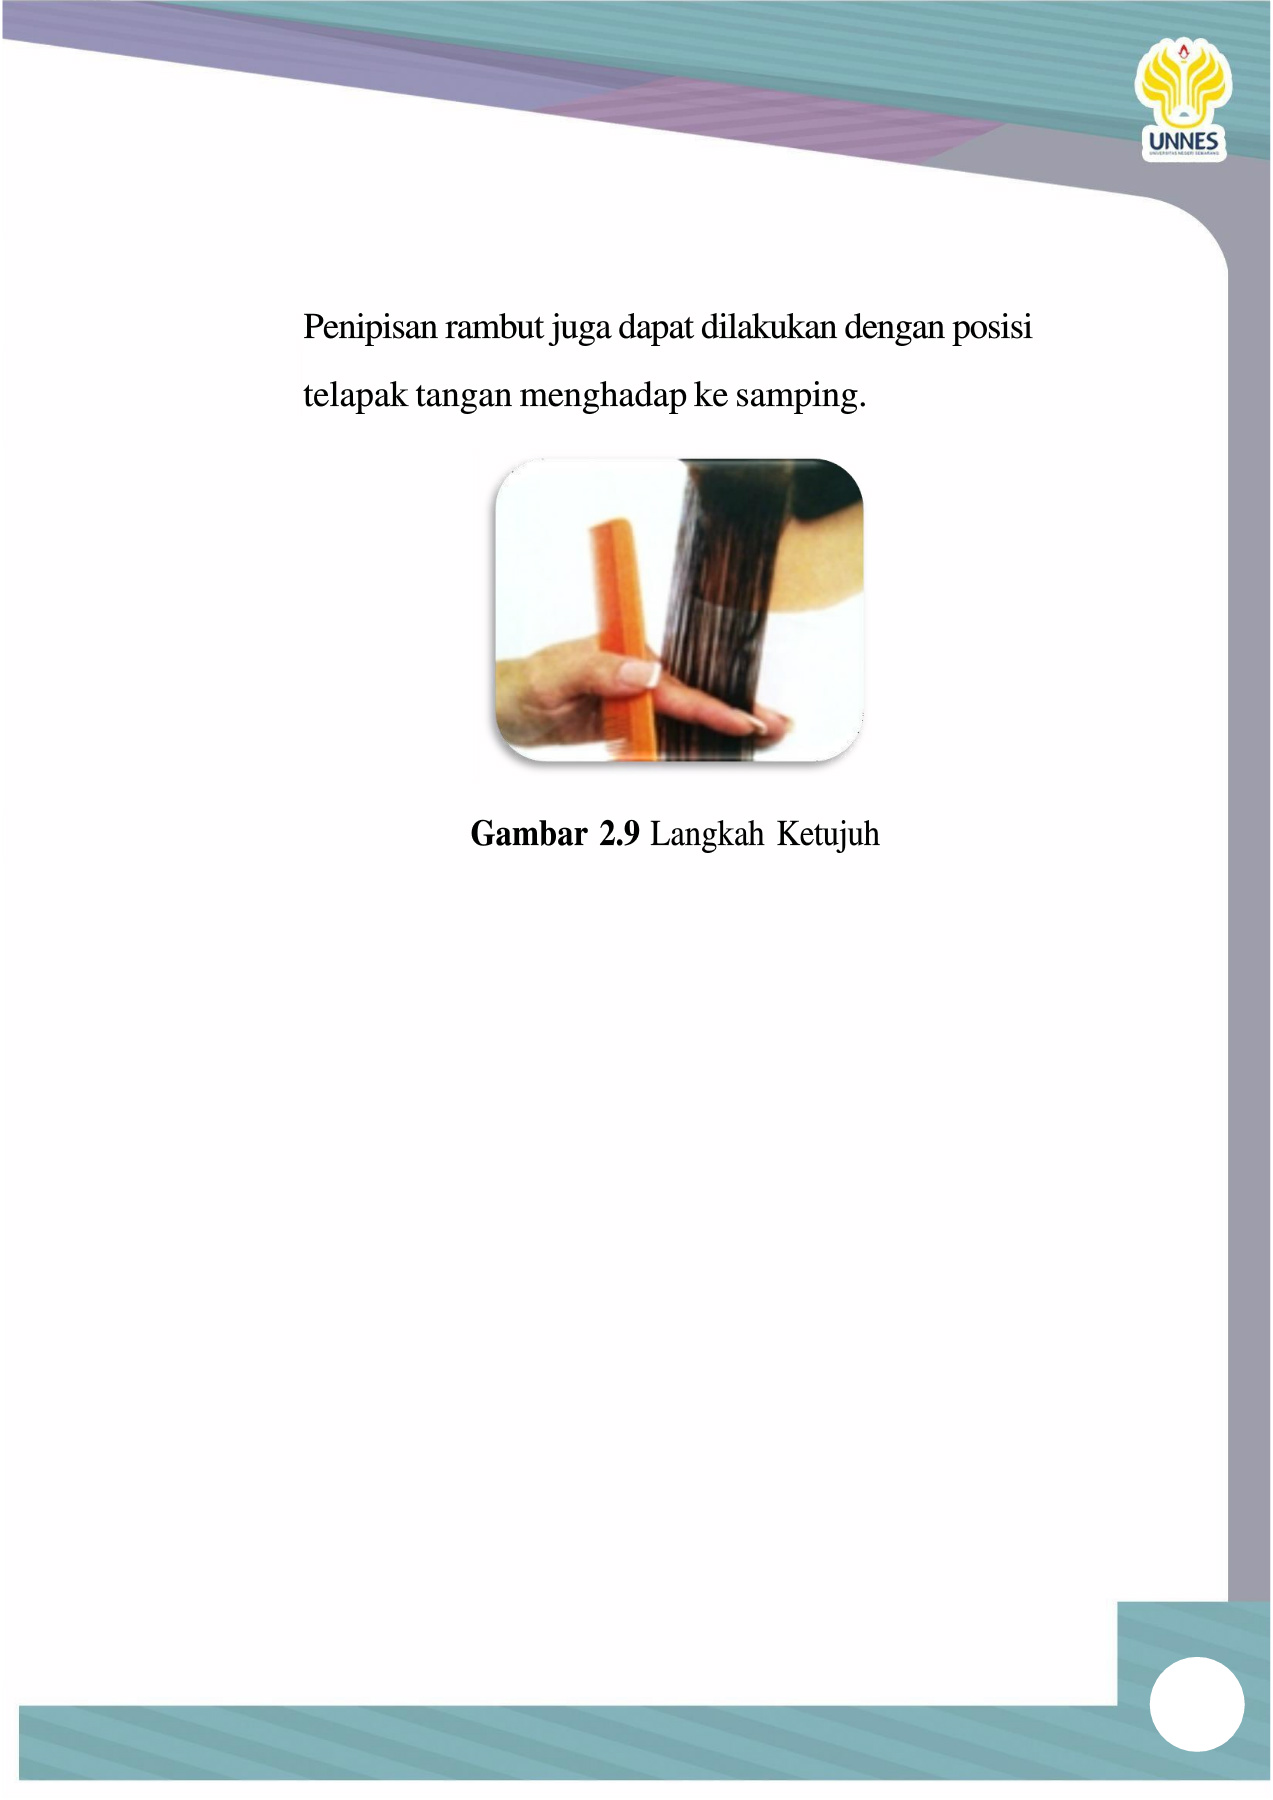 UNNES
UNIVERSITAS NEGERI SEMARANG
Penipisan rambut juga dapat dilakukan dengan posisi
telapak tangan menghadap ke samping.
Gambar 2.9 Langkah Ketujuh